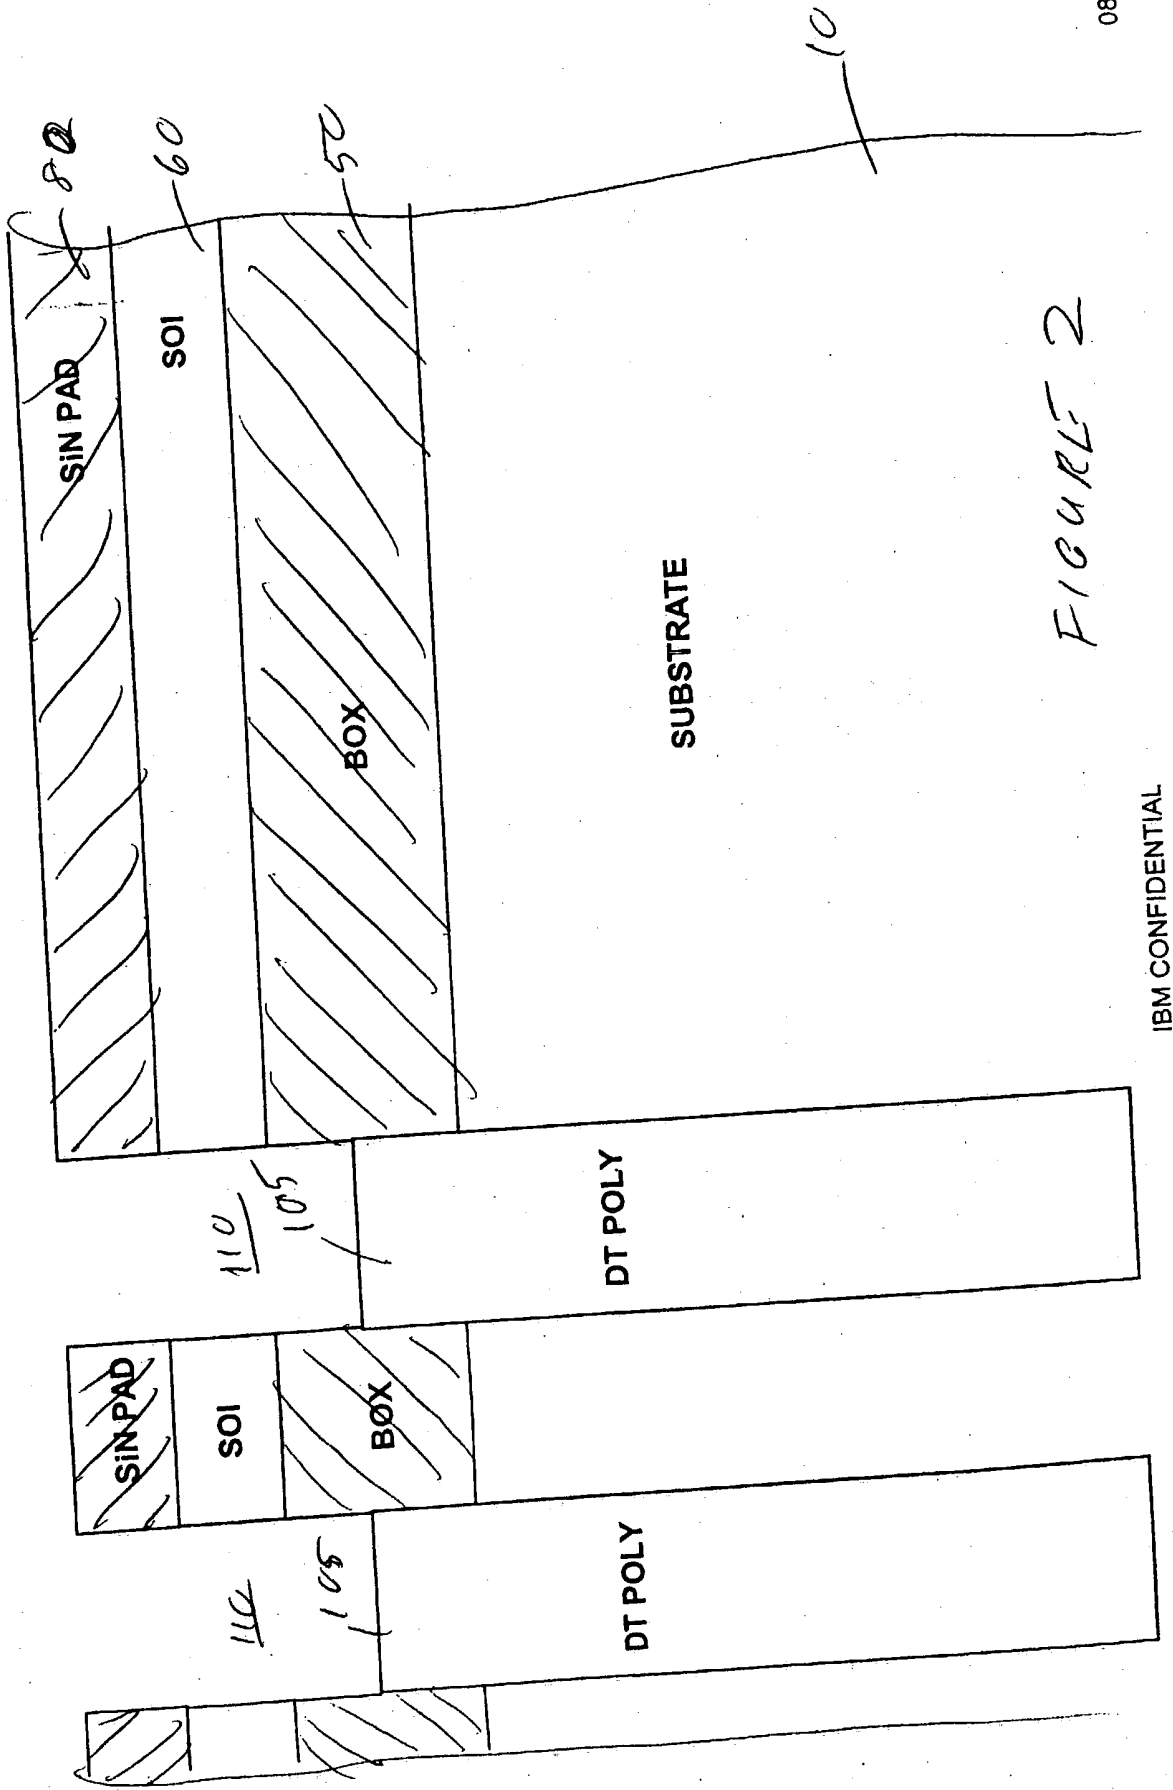 80
60
50
10
SiN PAD
SOI
BOX
SUBSTRATE
110
105
DT POLY
SiN PAD
SOI
BOX
110
105
DT POLY
FIGURE 2
IBM CONFIDENTIAL
08